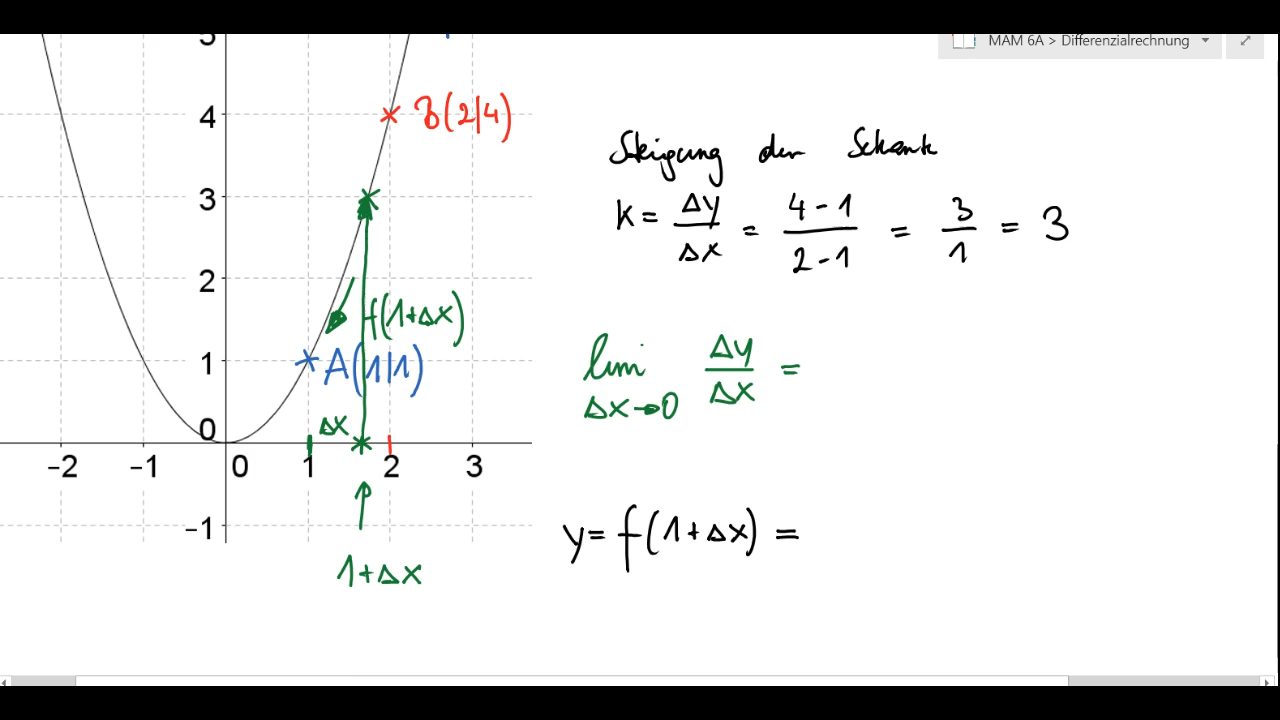 MAM 6A > Differenzialrechnung
5
4
3
2
1
0
-1
-2 -1 0 1 2 3
B(2|4)
f(1+Δx)
A(1|1)
Δx
1+Δx
Steigung der Sekante
k = Δy/Δx = 4-1/2-1 = 3/1 = 3
lim Δx→0 Δy/Δx =
y = f(1+Δx) =